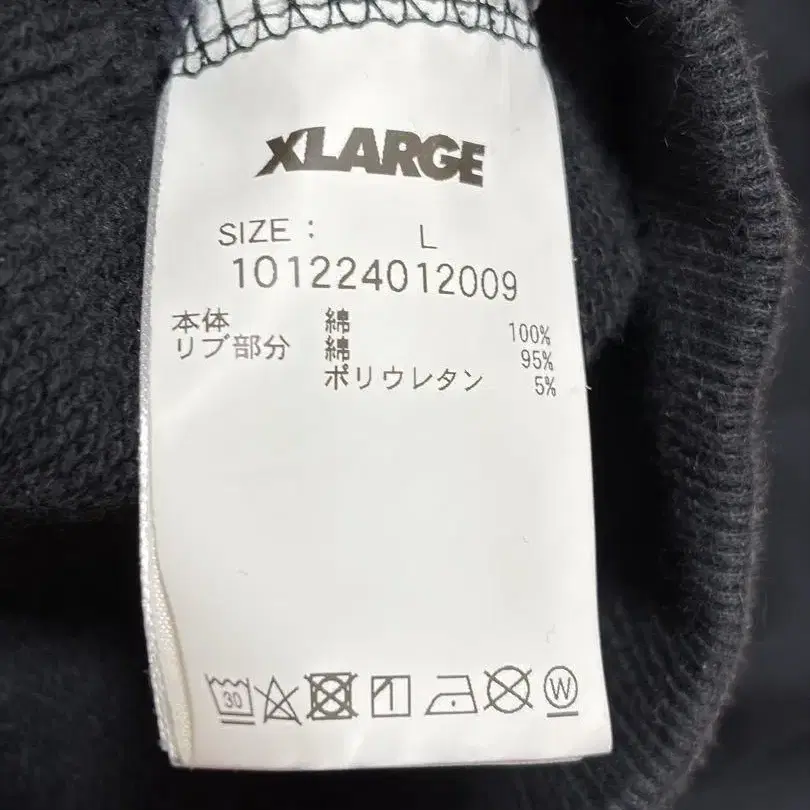 XLARGE
SIZE : L
101224012009
本体 綿 100%
リブ部分 綿 95%
ポリウレタン 5%
30 W